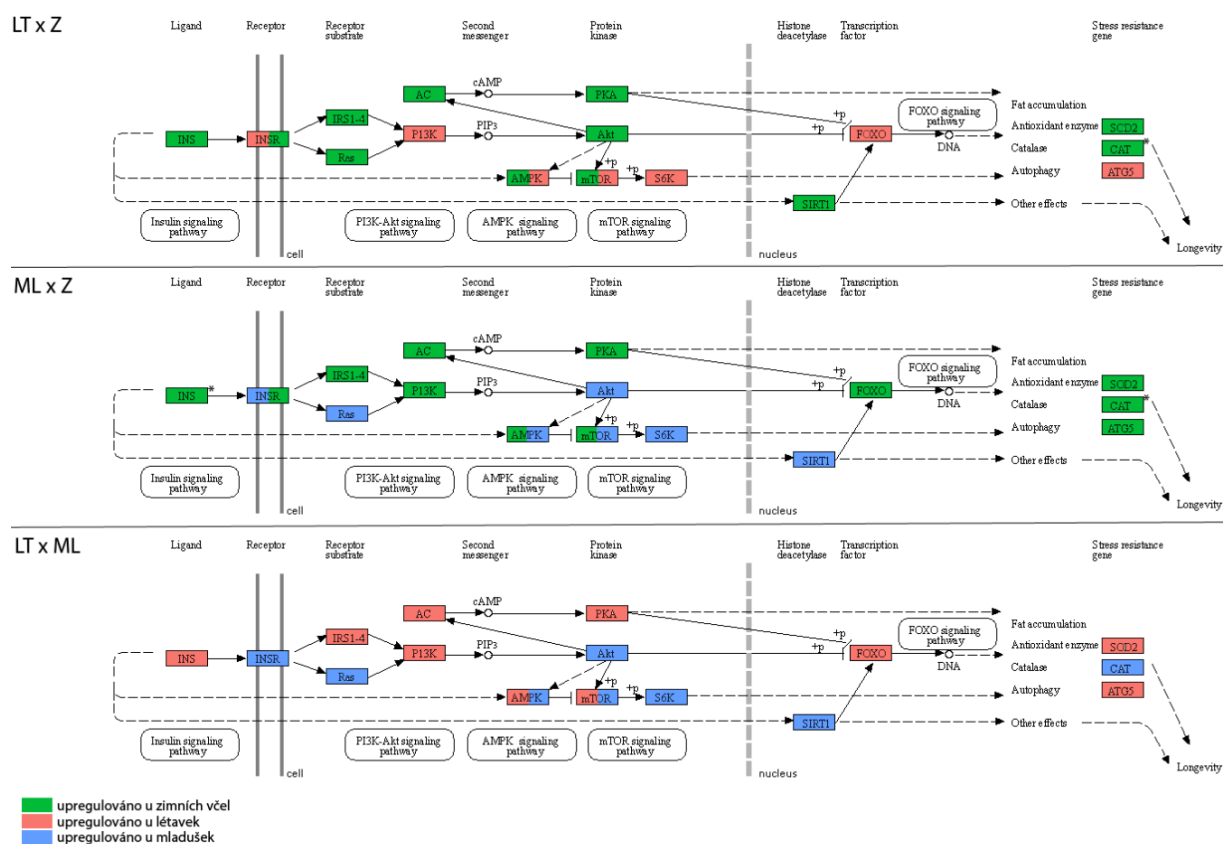 LT x Z
Ligand Receptor Receptor substrate Second messenger Protein kinase Histone deacetylase Transcription factor Stress resistance gene
cAMP
AC PKA Fat accumulation
+p
IRS1-4 FOXO signaling pathway
PIP3 +p Antioxidant enzyme SOD2
INS INSR PI3K Akt FOXO DNA Catalase CAT*
Ras
+p +p
AMPK mTOR S6K Autophagy ATG5
SIRT1 Other effects
Insulin signaling pathway PI3K-Akt signaling pathway AMPK signaling pathway mTOR signaling pathway
Longevity
cell nucleus
ML x Z
Ligand Receptor Receptor substrate Second messenger Protein kinase Histone deacetylase Transcription factor Stress resistance gene
cAMP
AC PKA Fat accumulation
+p
IRS1-4 FOXO signaling pathway
PIP3 +p Antioxidant enzyme SOD2
INS* INSR PI3K Akt FOXO DNA Catalase CAT*
Ras
+p +p
AMPK mTOR S6K Autophagy ATG5
SIRT1 Other effects
Insulin signaling pathway PI3K-Akt signaling pathway AMPK signaling pathway mTOR signaling pathway
Longevity
cell nucleus
LT x ML
Ligand Receptor Receptor substrate Second messenger Protein kinase Histone deacetylase Transcription factor Stress resistance gene
cAMP
AC PKA Fat accumulation
+p
IRS1-4 FOXO signaling pathway
PIP3 +p Antioxidant enzyme SOD2
INS INSR PI3K Akt FOXO DNA Catalase CAT
Ras
+p +p
AMPK mTOR S6K Autophagy ATG5
SIRT1 Other effects
Insulin signaling pathway PI3K-Akt signaling pathway AMPK signaling pathway mTOR signaling pathway
Longevity
cell nucleus
upregulováno u zimních včel
upregulováno u létavek
upregulováno u mladušek